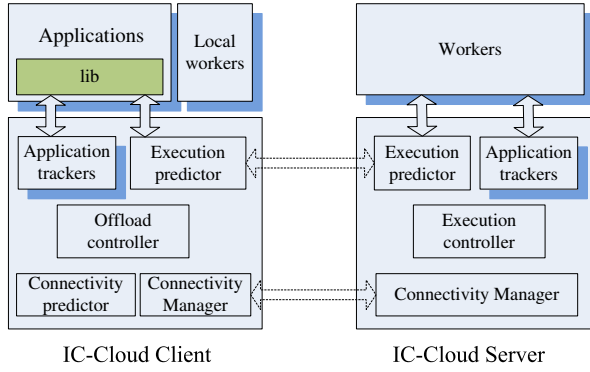 Applications
lib
Local
workers
Workers
Application
trackers
Execution
predictor
Execution
predictor
Application
trackers
Offload
controller
Execution
controller
Connectivity
predictor
Connectivity
Manager
Connectivity Manager
IC-Cloud Client
IC-Cloud Server